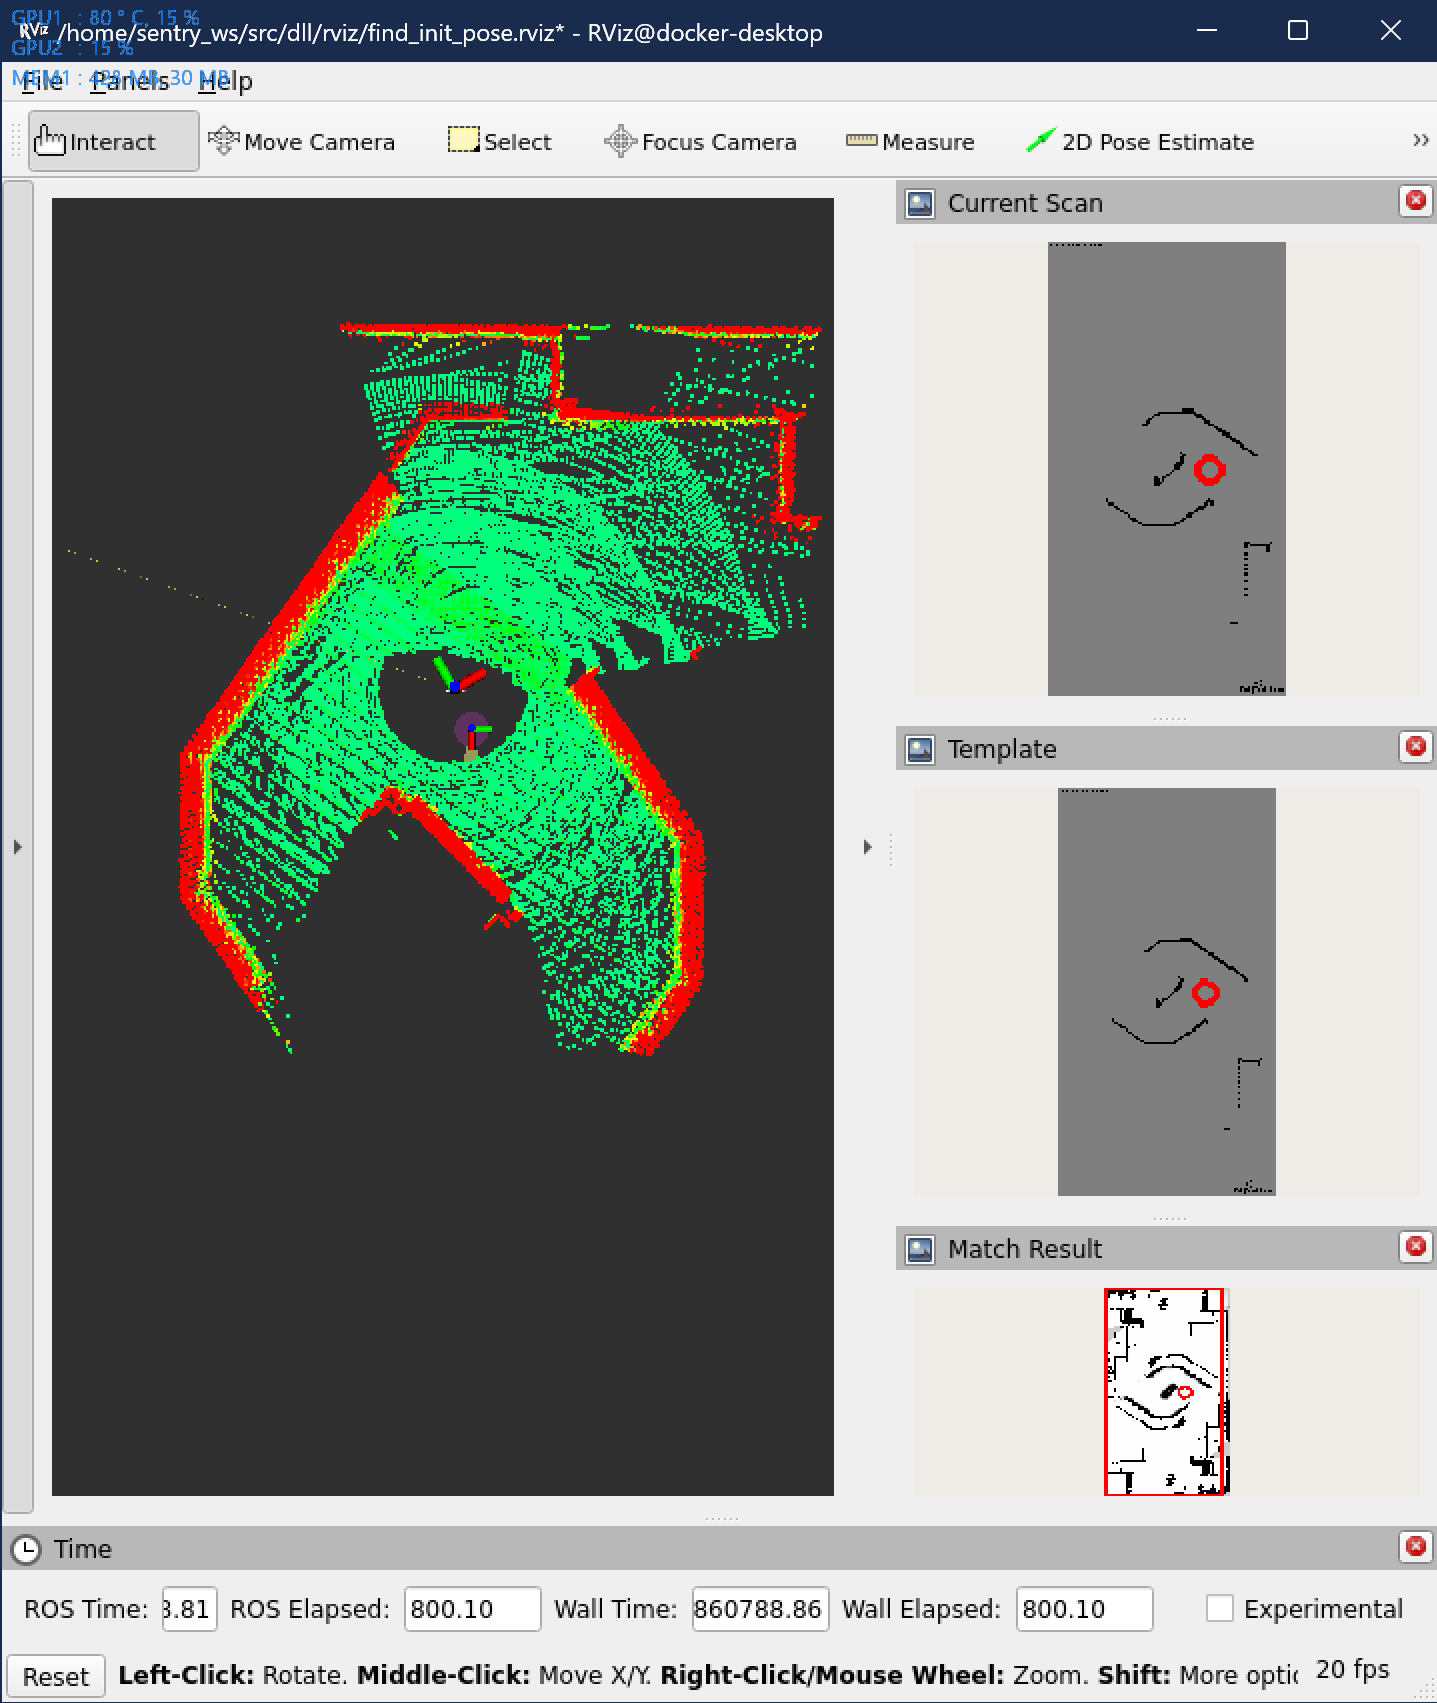 GPU1 : 80 ° C, 15 %
/home/sentry_ws/src/dll/rviz/find_init_pose.rviz* - RViz@docker-desktop
GPU2 : 15 %
MEM1 : 428 MB, 30 MB
File Panels Help
Interact Move Camera Select Focus Camera Measure 2D Pose Estimate
Current Scan
Template
Match Result
Time
ROS Time: 3.81 ROS Elapsed: 800.10 Wall Time: 860788.86 Wall Elapsed: 800.10 Experimental
Reset Left-Click: Rotate. Middle-Click: Move X/Y. Right-Click/Mouse Wheel: Zoom. Shift: More optic 20 fps